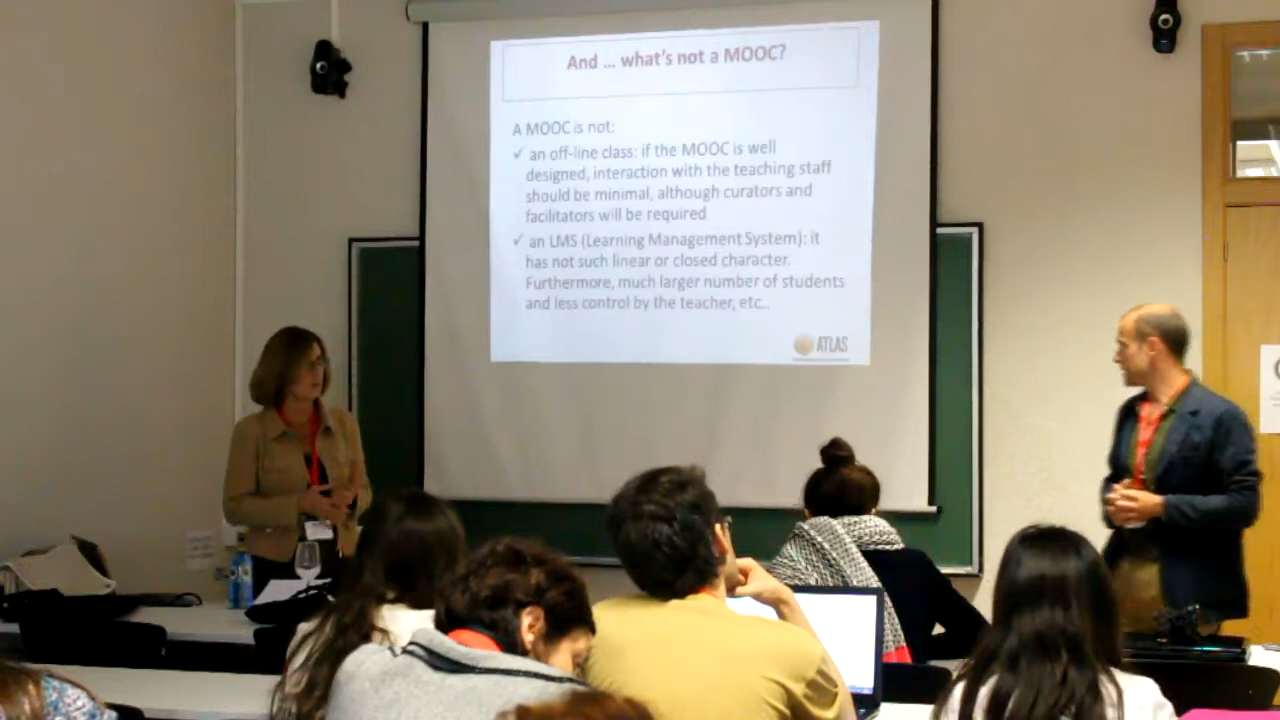 And ... what's not a MOOC?
A MOOC is not:
✓ an off-line class: if the MOOC is well
designed, interaction with the teaching staff
should be minimal, although curators and
facilitators will be required
✓ an LMS (Learning Management System): it
has not such linear or closed character.
Furthermore, much larger number of students
and less control by the teacher, etc..
ATLAS